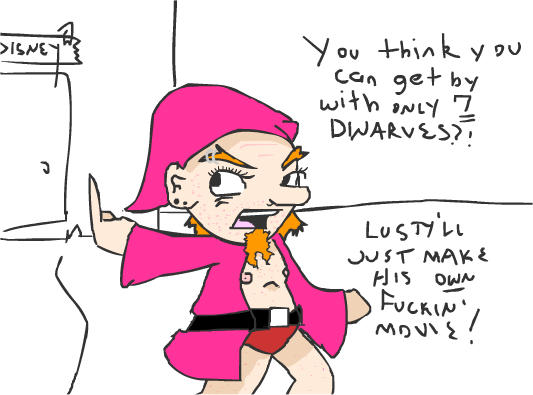 DISNEY
You think you
can get by
with only 7
DWARVES?!
LUSTY'LL
JUST MAKE
HIS OWN
FUCKIN'
MOVIE!